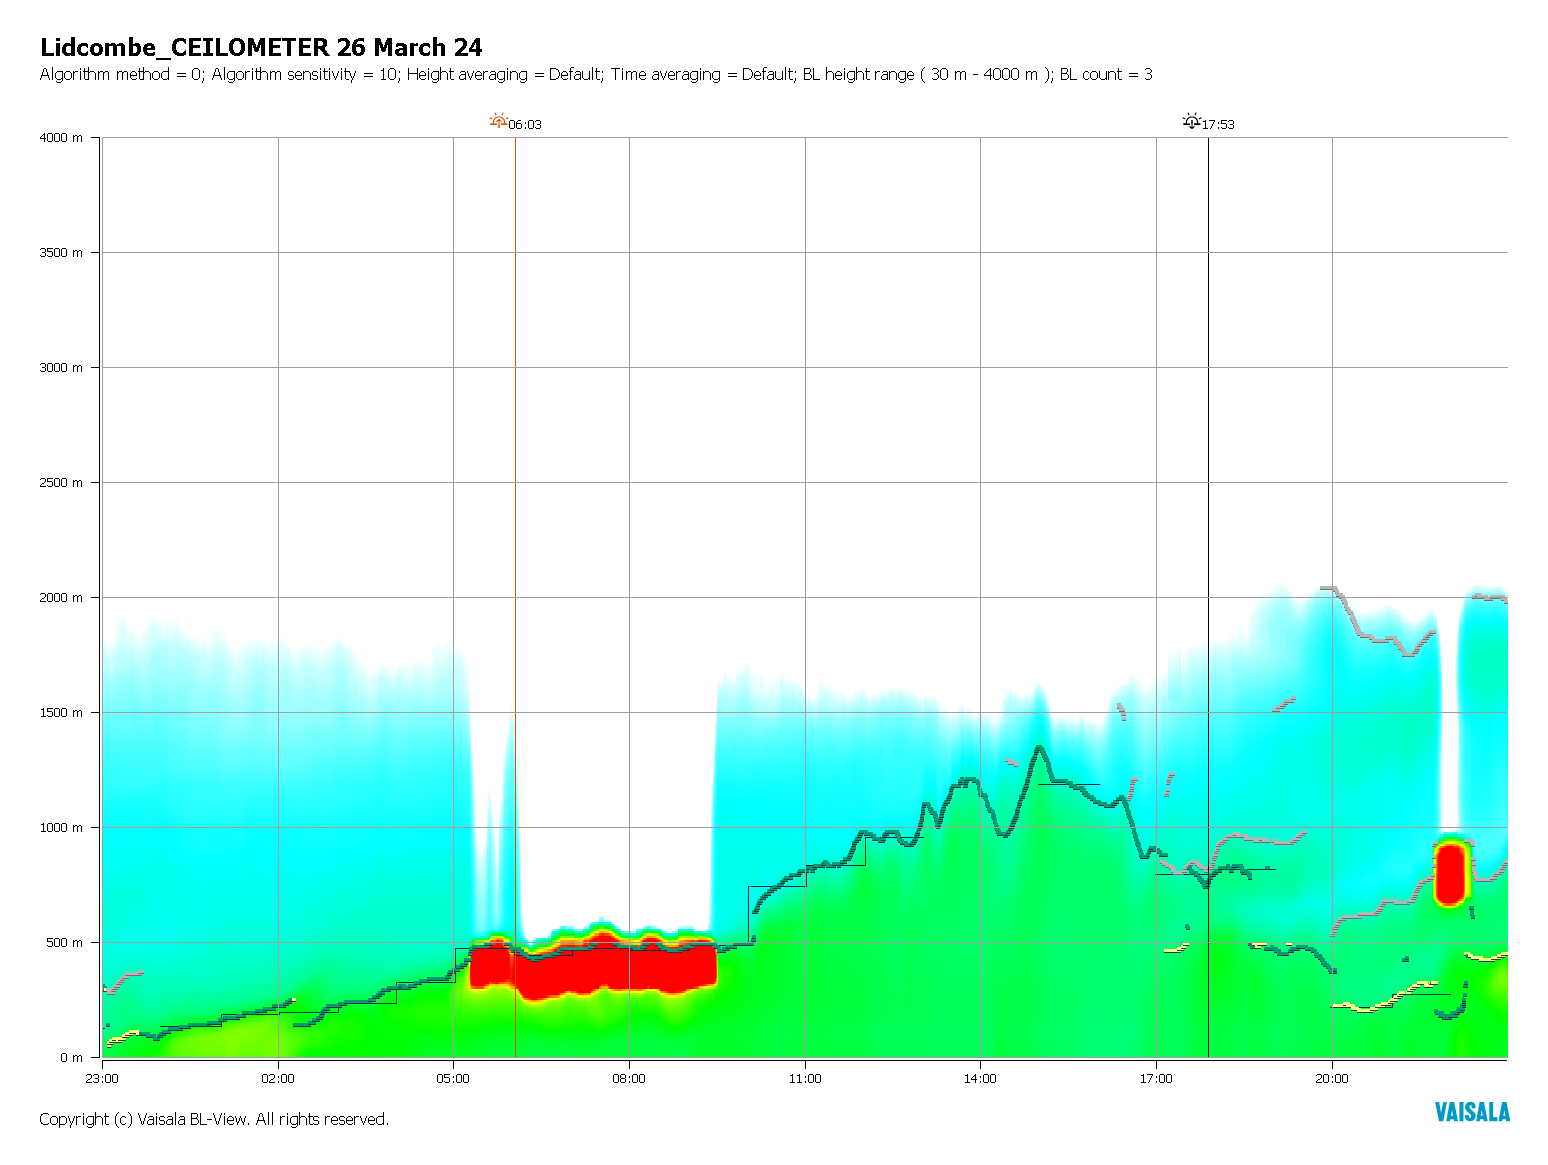 Lidcombe_CEILOMETER 26 March 24
Algorithm method = 0; Algorithm sensitivity = 10; Height averaging = Default; Time averaging = Default; BL height range ( 30 m - 4000 m ); BL count = 3
06:03
17:53
4000 m
3500 m
3000 m
2500 m
2000 m
1500 m
1000 m
500 m
0 m
23:00 02:00 05:00 08:00 11:00 14:00 17:00 20:00
Copyright (c) Vaisala BL-View. All rights reserved.
VAISALA